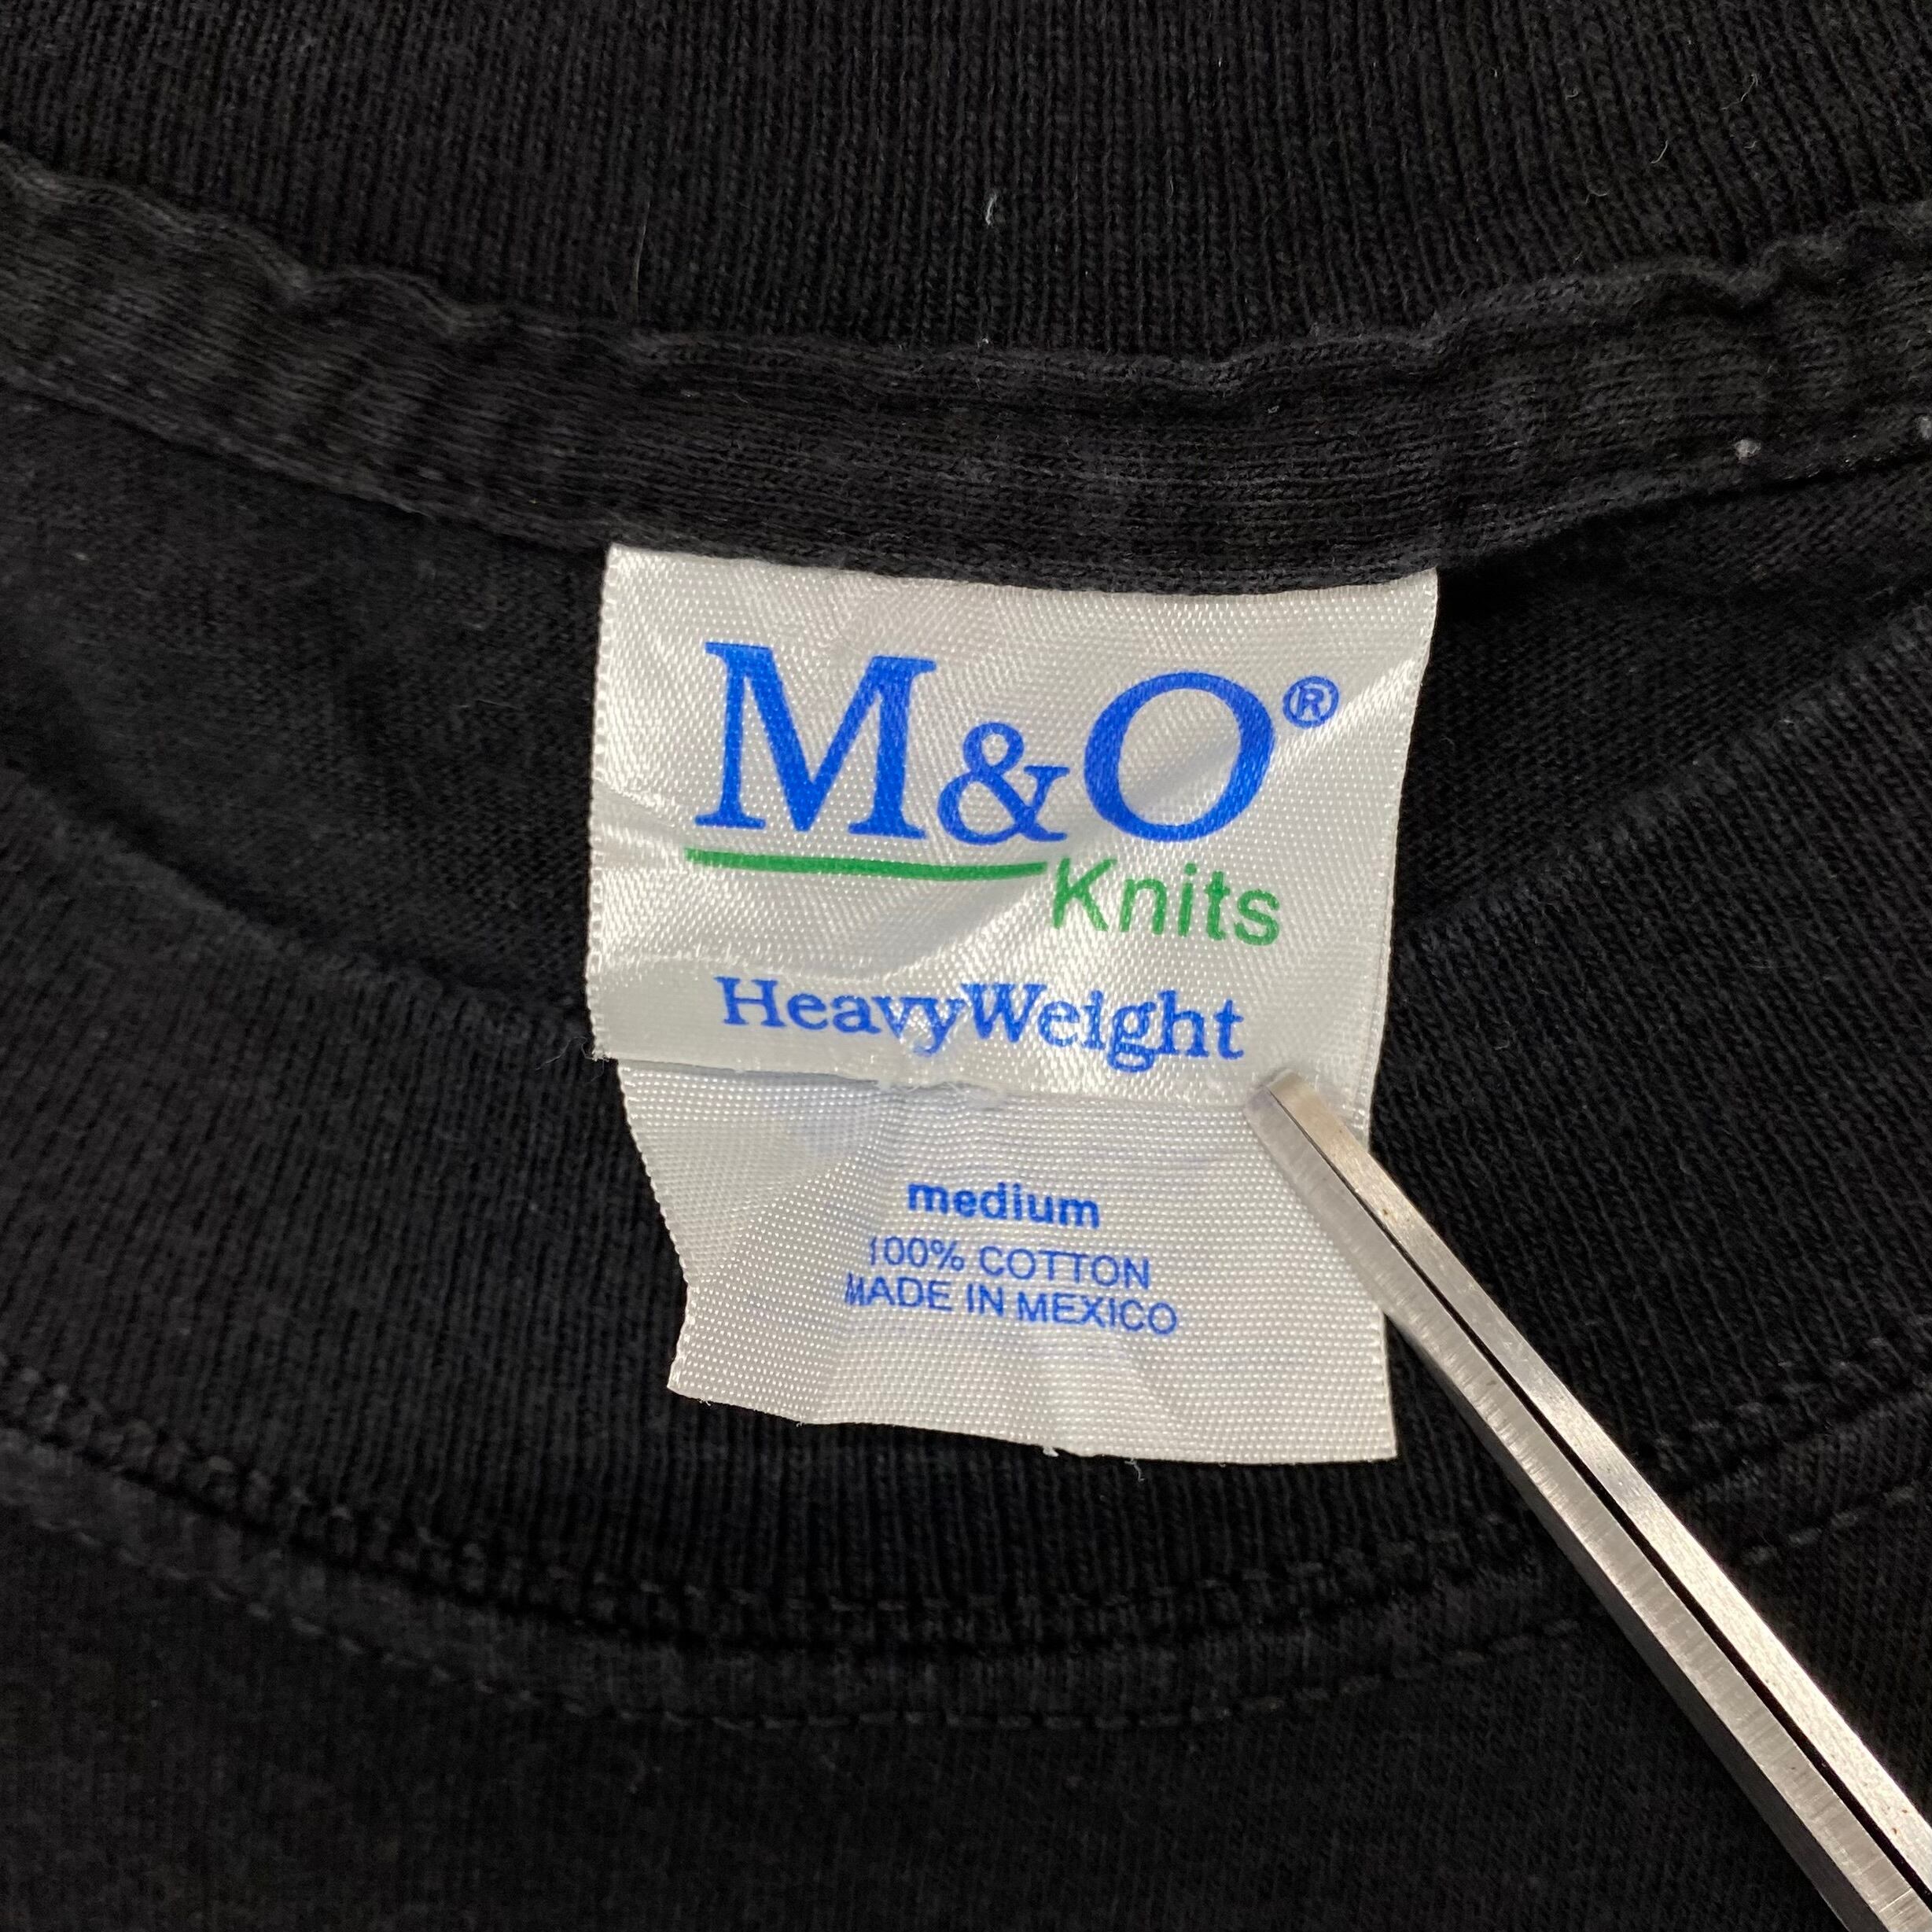 M&O®
Knits
HeavyWeight
medium
100% COTTON
MADE IN MEXICO